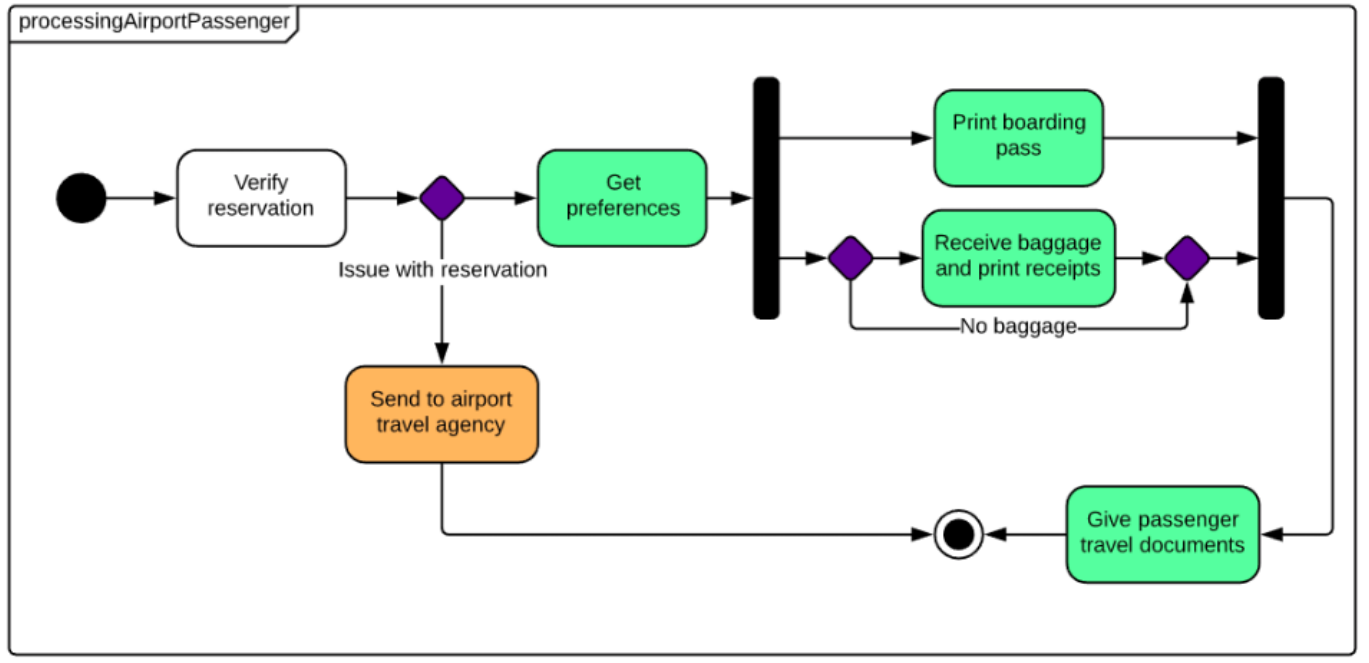 processingAirportPassenger
Verify
reservation
Get
preferences
Print boarding
pass
Receive baggage
and print receipts
No baggage
Issue with reservation
Send to airport
travel agency
Give passenger
travel documents